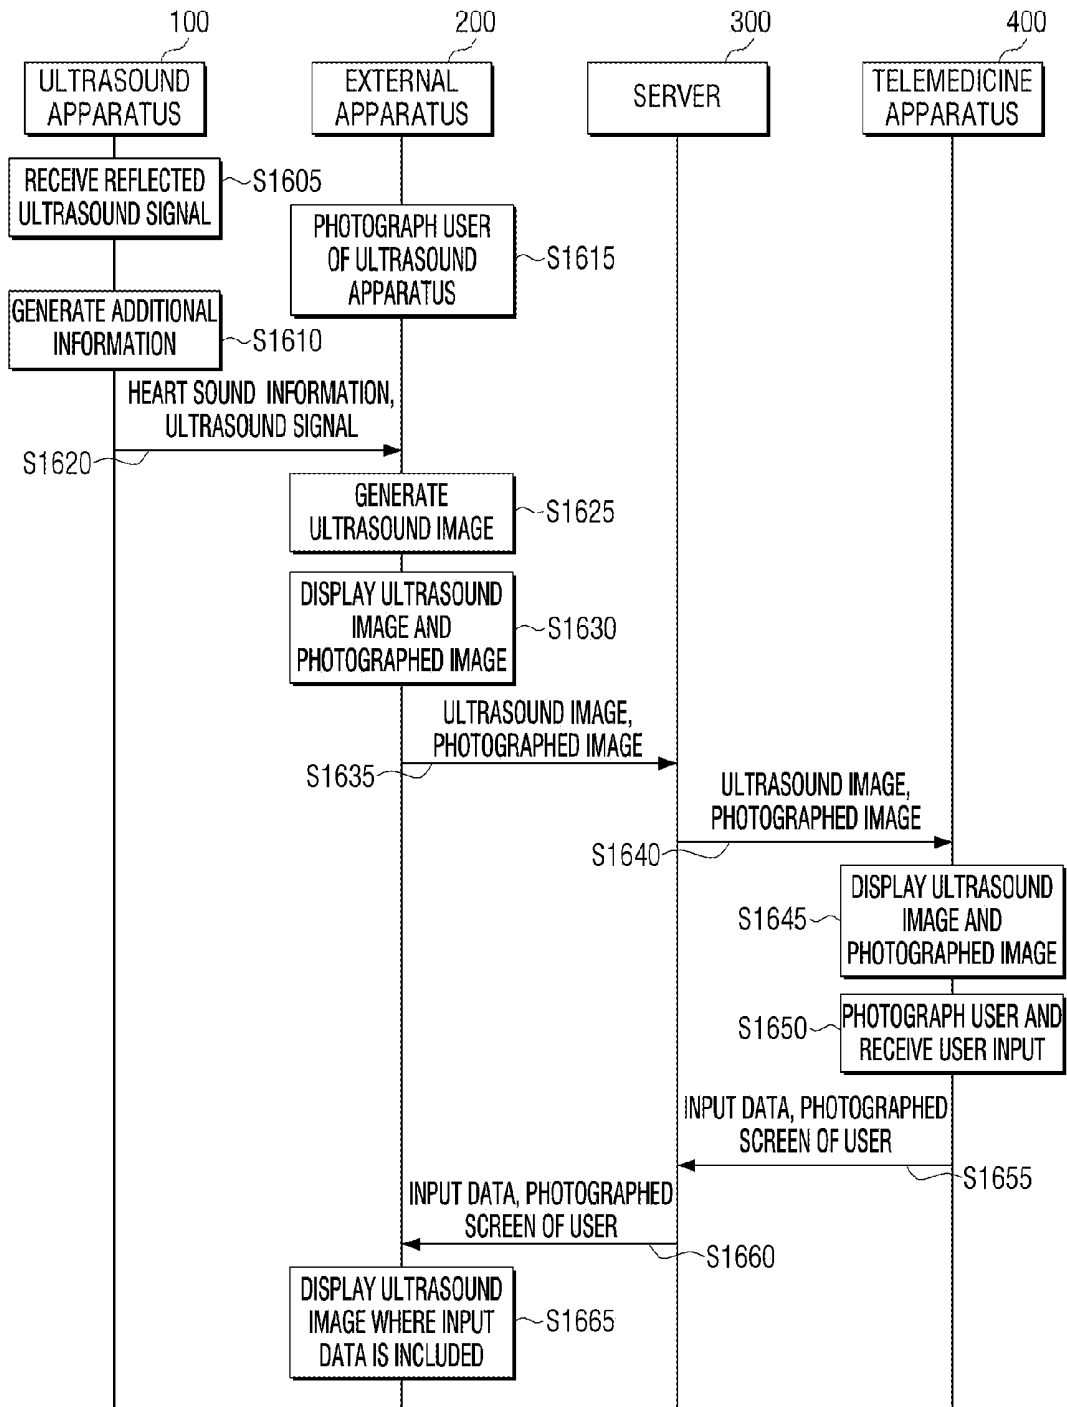 100
200
300
400
ULTRASOUND
APPARATUS
EXTERNAL
APPARATUS
SERVER
TELEMEDICINE
APPARATUS
RECEIVE REFLECTED
ULTRASOUND SIGNAL
S1605
PHOTOGRAPH USER
OF ULTRASOUND
APPARATUS
S1615
GENERATE ADDITIONAL
INFORMATION
S1610
HEART SOUND INFORMATION,
ULTRASOUND SIGNAL
S1620
GENERATE
ULTRASOUND IMAGE
S1625
DISPLAY ULTRASOUND
IMAGE AND
PHOTOGRAPHED IMAGE
S1630
ULTRASOUND IMAGE,
PHOTOGRAPHED IMAGE
S1635
ULTRASOUND IMAGE,
PHOTOGRAPHED IMAGE
S1640
DISPLAY ULTRASOUND
IMAGE AND
PHOTOGRAPHED IMAGE
S1645
PHOTOGRAPH USER AND
RECEIVE USER INPUT
S1650
INPUT DATA, PHOTOGRAPHED
SCREEN OF USER
S1655
INPUT DATA, PHOTOGRAPHED
SCREEN OF USER
S1660
DISPLAY ULTRASOUND
IMAGE WHERE INPUT
DATA IS INCLUDED
S1665